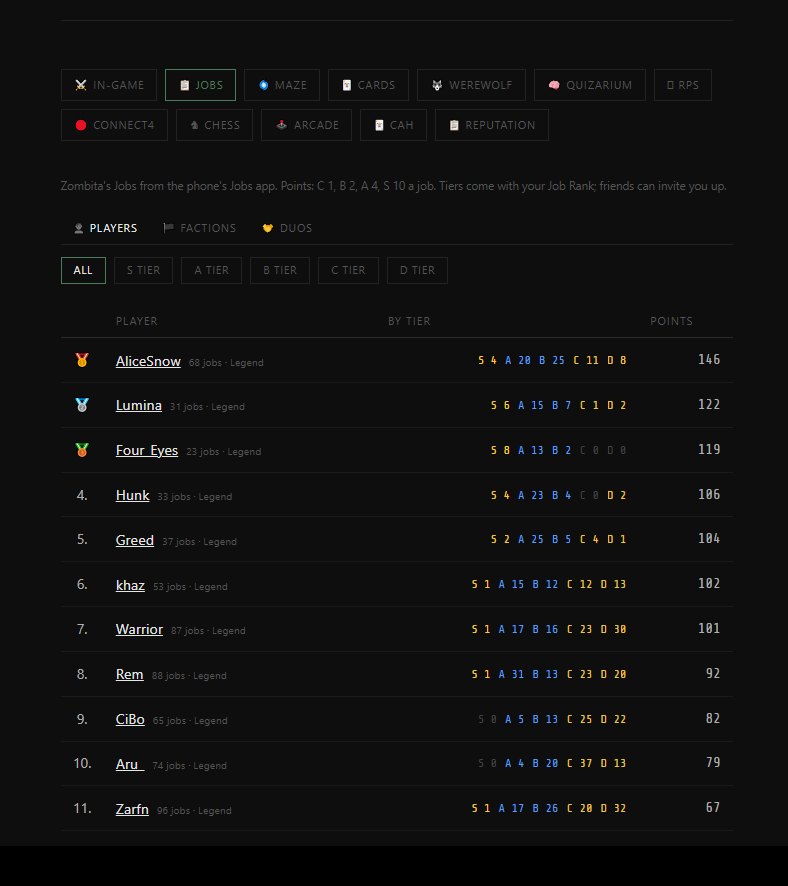 IN-GAME JOBS MAZE CARDS WEREWOLF QUIZARIUM RPS
CONNECT4 CHESS ARCADE CAH REPUTATION
Zombita's Jobs from the phone's Jobs app. Points: C 1, B 2, A 4, S 10 a job. Tiers come with your Job Rank; friends can invite you up.
PLAYERS FACTIONS DUOS
ALL S TIER A TIER B TIER C TIER D TIER
PLAYER BY TIER POINTS
AliceSnow 68 jobs · Legend S 4 A 20 B 25 C 11 D 8 146
Lumina 31 jobs · Legend S 6 A 15 B 7 C 1 D 2 122
Four_Eyes 23 jobs · Legend S 8 A 13 B 2 C 0 D 0 119
4. Hunk 33 jobs · Legend S 4 A 23 B 4 C 0 D 2 106
5. Greed 37 jobs · Legend S 2 A 25 B 5 C 4 D 1 104
6. khaz 53 jobs · Legend S 1 A 15 B 12 C 12 D 13 102
7. Warrior 87 jobs · Legend S 1 A 17 B 16 C 23 D 30 101
8. Rem 88 jobs · Legend S 1 A 31 B 13 C 23 D 20 92
9. CiBo 65 jobs · Legend S 0 A 5 B 13 C 25 D 22 82
10. Aru_ 74 jobs · Legend S 0 A 4 B 20 C 37 D 13 79
11. Zarfn 96 jobs · Legend S 1 A 17 B 26 C 20 D 32 67